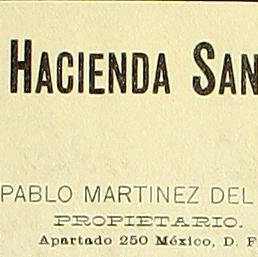 HACIENDA SAN
PABLO MARTINEZ DEL
PROPIETARIO.
Apartado 250 México, D. F